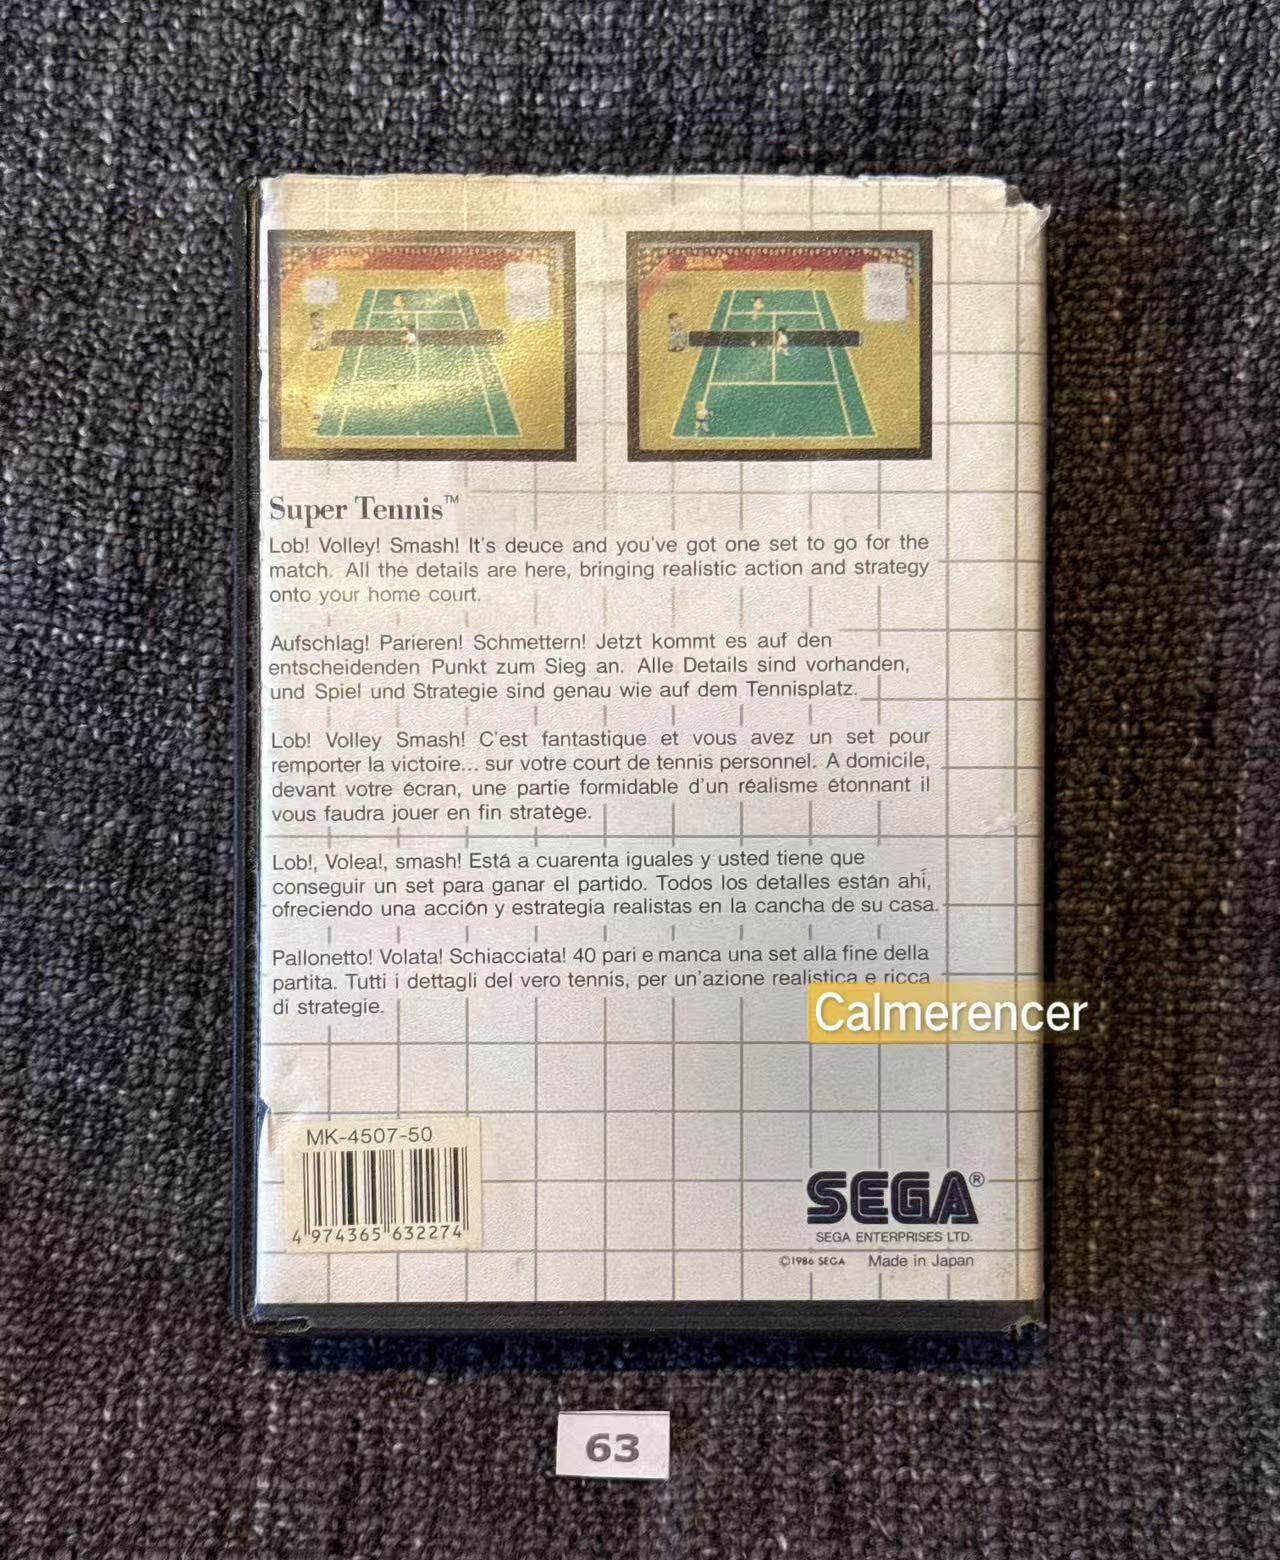 Super Tennis™
Lob! Volley! Smash! It's deuce and you've got one set to go for the
match. All the details are here, bringing realistic action and strategy
onto your home court.
Aufschlag! Parieren! Schmettern! Jetzt kommt es auf den
entscheidenden Punkt zum Sieg an. Alle Details sind vorhanden,
und Spiel und Strategie sind genau wie auf dem Tennisplatz.
Lob! Volley Smash! C'est fantastique et vous avez un set pour
remporter la victoire... sur votre court de tennis personnel. A domicile,
devant votre écran, une partie formidable d'un réalisme étonnant il
vous faudra jouer en fin stratège.
Lob!, Volea!, smash! Está a cuarenta iguales y usted tiene que
conseguir un set para ganar el partido. Todos los detalles están ahí,
ofreciendo una acción y estrategia realistas en la cancha de su casa.
Pallonetto! Volata! Schiacciata! 40 pari e manca una set alla fine della
partita. Tutti i dettagli del vero tennis, per un'azione realistica e ricca
di strategie.
Calmerencer
MK-4507-50
4 974365 632274
SEGA®
SEGA ENTERPRISES LTD.
©1986 SEGA Made in Japan
63